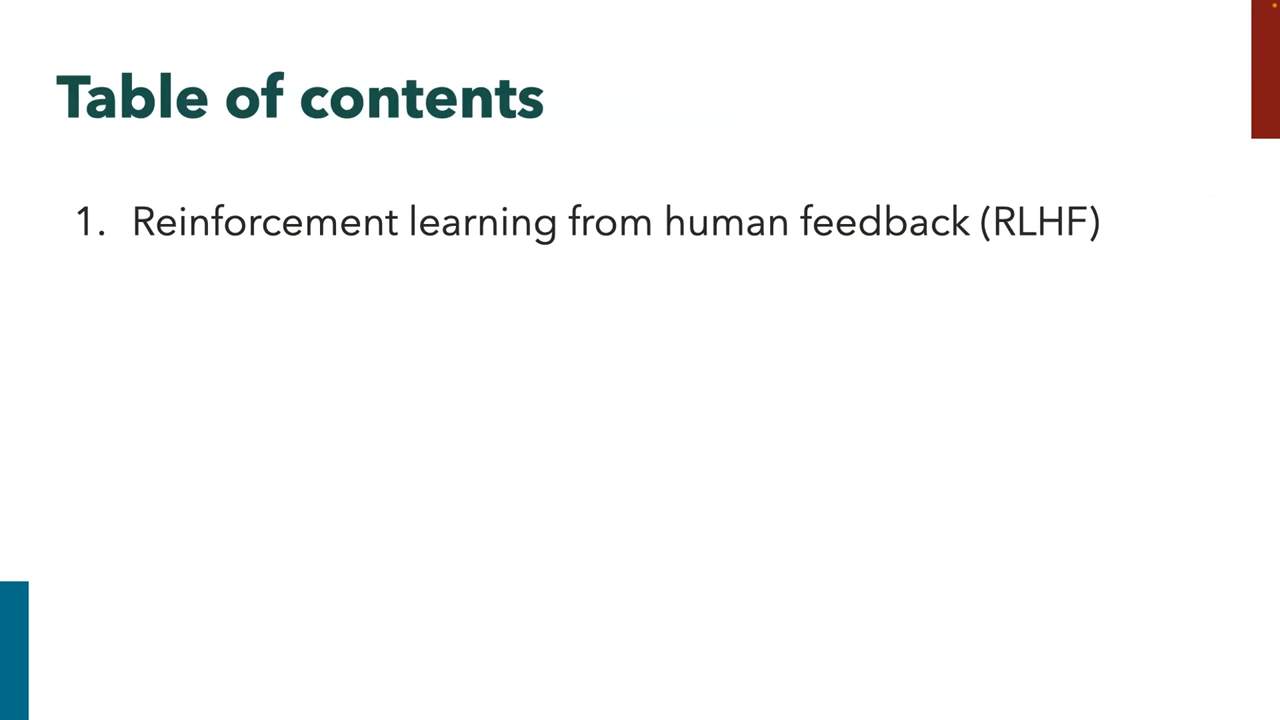 Table of contents
1. Reinforcement learning from human feedback (RLHF)